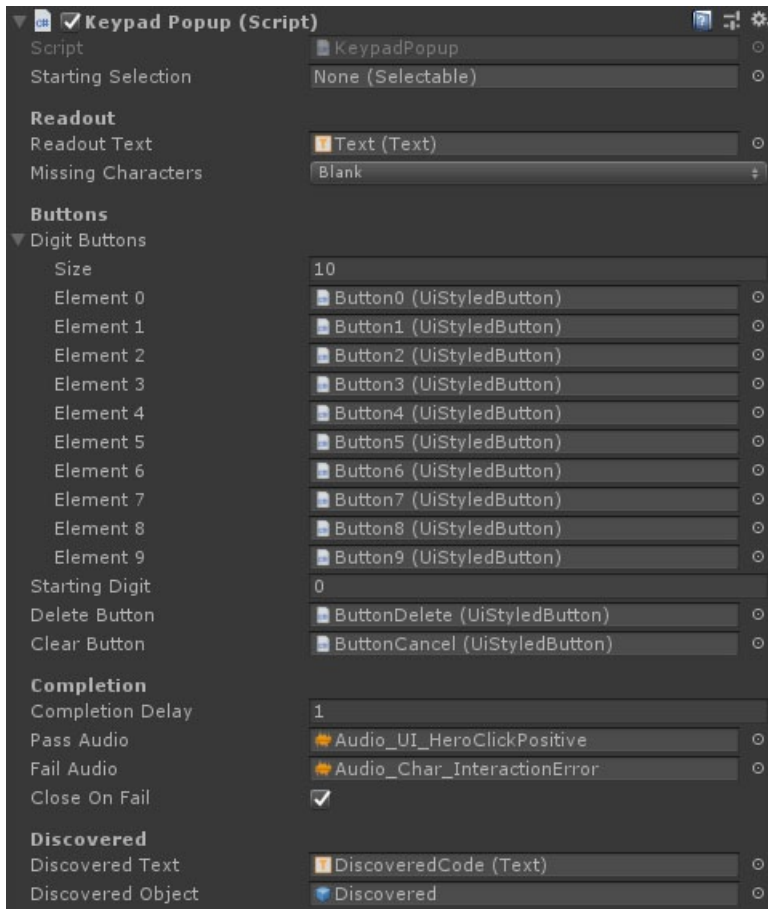 Keypad Popup (Script)
Script KeypadPopup
Starting Selection None (Selectable)
Readout
Readout Text Text (Text)
Missing Characters Blank
Buttons
Digit Buttons
Size 10
Element 0 Button0 (UiStyledButton)
Element 1 Button1 (UiStyledButton)
Element 2 Button2 (UiStyledButton)
Element 3 Button3 (UiStyledButton)
Element 4 Button4 (UiStyledButton)
Element 5 Button5 (UiStyledButton)
Element 6 Button6 (UiStyledButton)
Element 7 Button7 (UiStyledButton)
Element 8 Button8 (UiStyledButton)
Element 9 Button9 (UiStyledButton)
Starting Digit 0
Delete Button ButtonDelete (UiStyledButton)
Clear Button ButtonCancel (UiStyledButton)
Completion
Completion Delay 1
Pass Audio Audio_UI_HeroClickPositive
Fail Audio Audio_Char_InteractionError
Close On Fail
Discovered
Discovered Text DiscoveredCode (Text)
Discovered Object Discovered